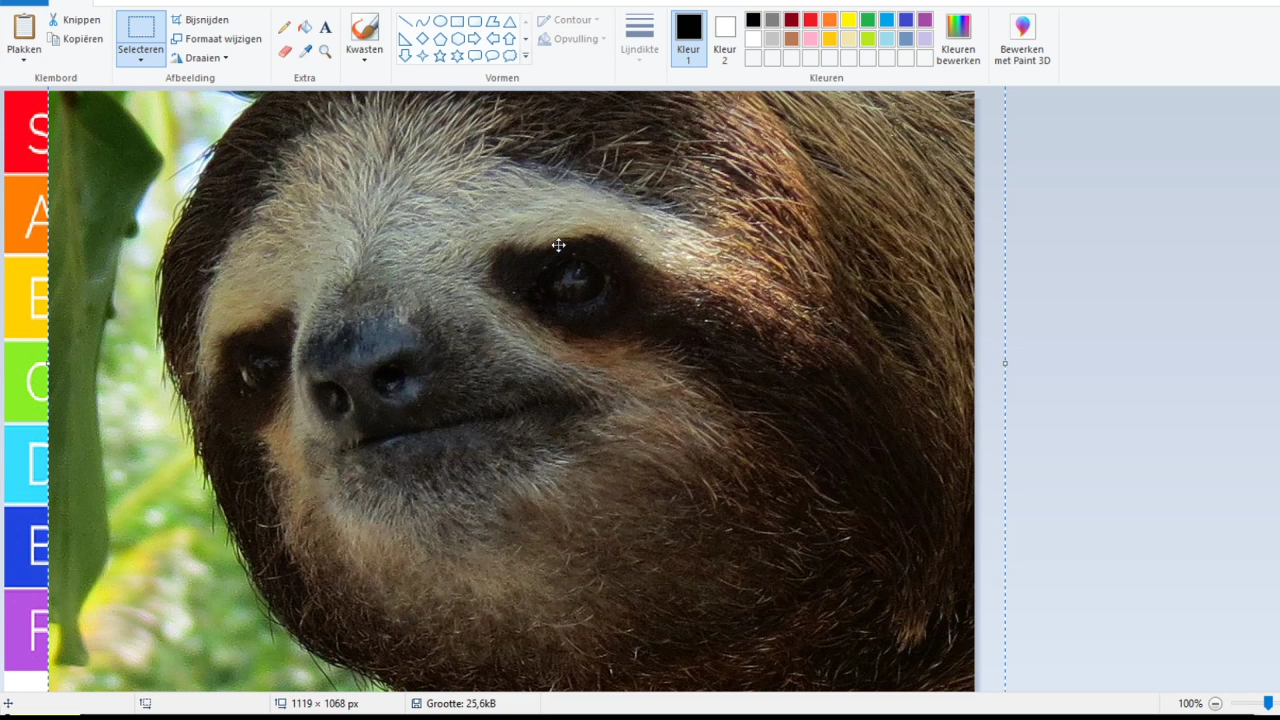 Plakken
Knippen
Kopiëren
Klembord
Selecteren
Bijsnijden
Formaat wijzigen
Draaien
Afbeelding
A
Extra
Kwasten
Contour
Opvulling
Vormen
Lijndikte
Kleur
1
Kleur
2
Kleuren
bewerken
Kleuren
Bewerken
met Paint 3D
S
A
D
1119 × 1068 px
Grootte: 25,6kB
100%